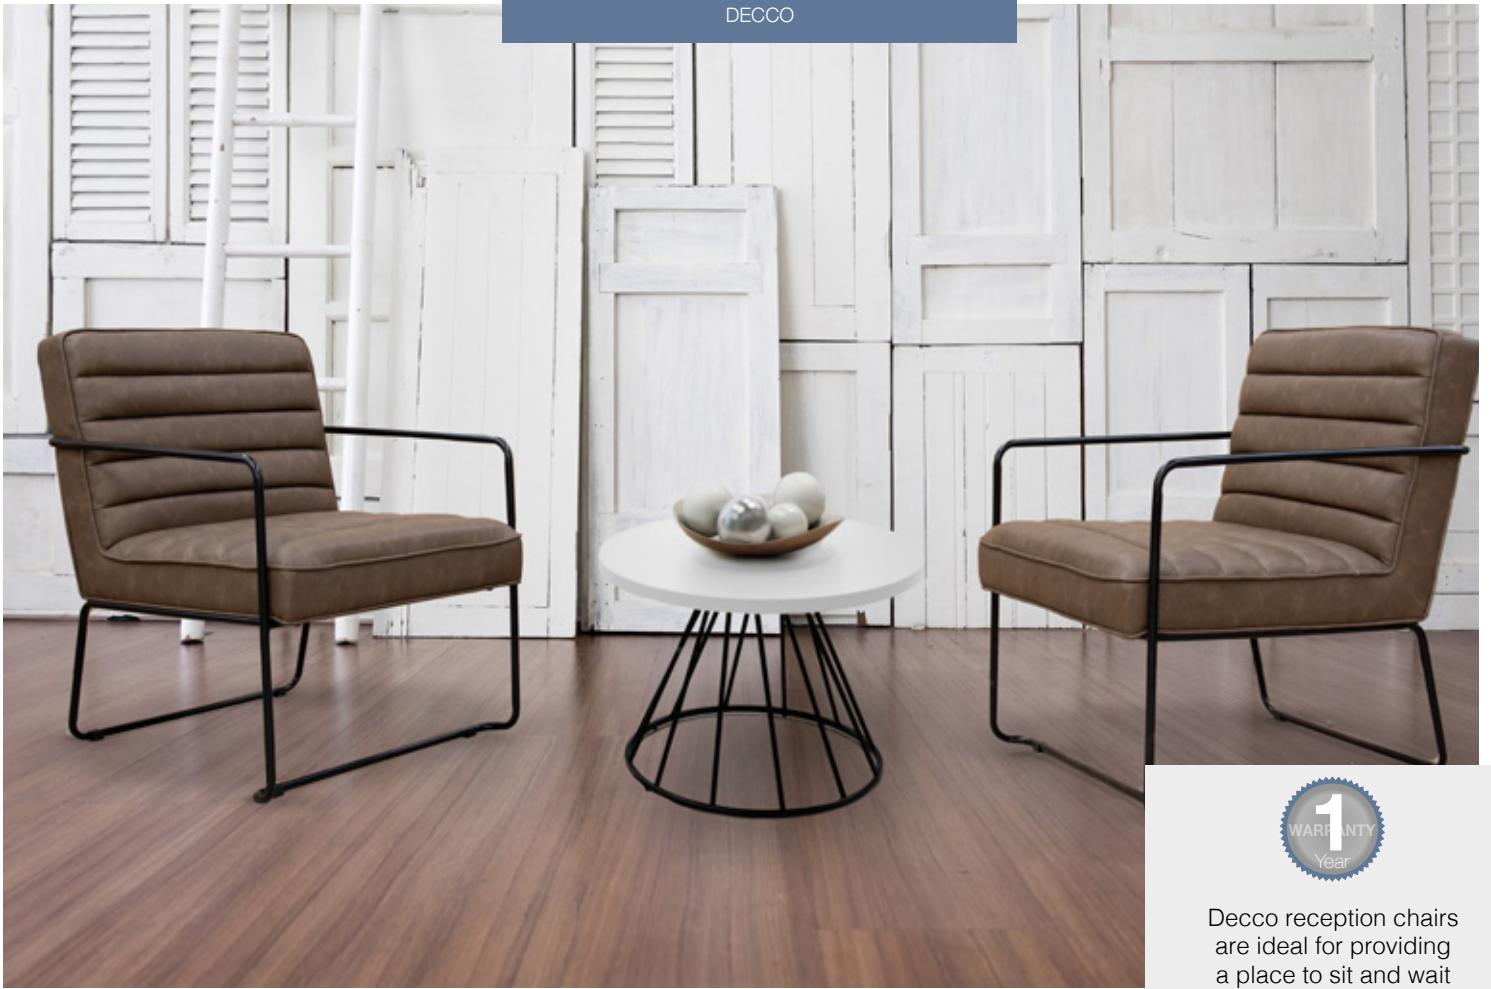 DECCO
1
WARRANTY
Year
Decco reception chairs
are ideal for providing
a place to sit and wait